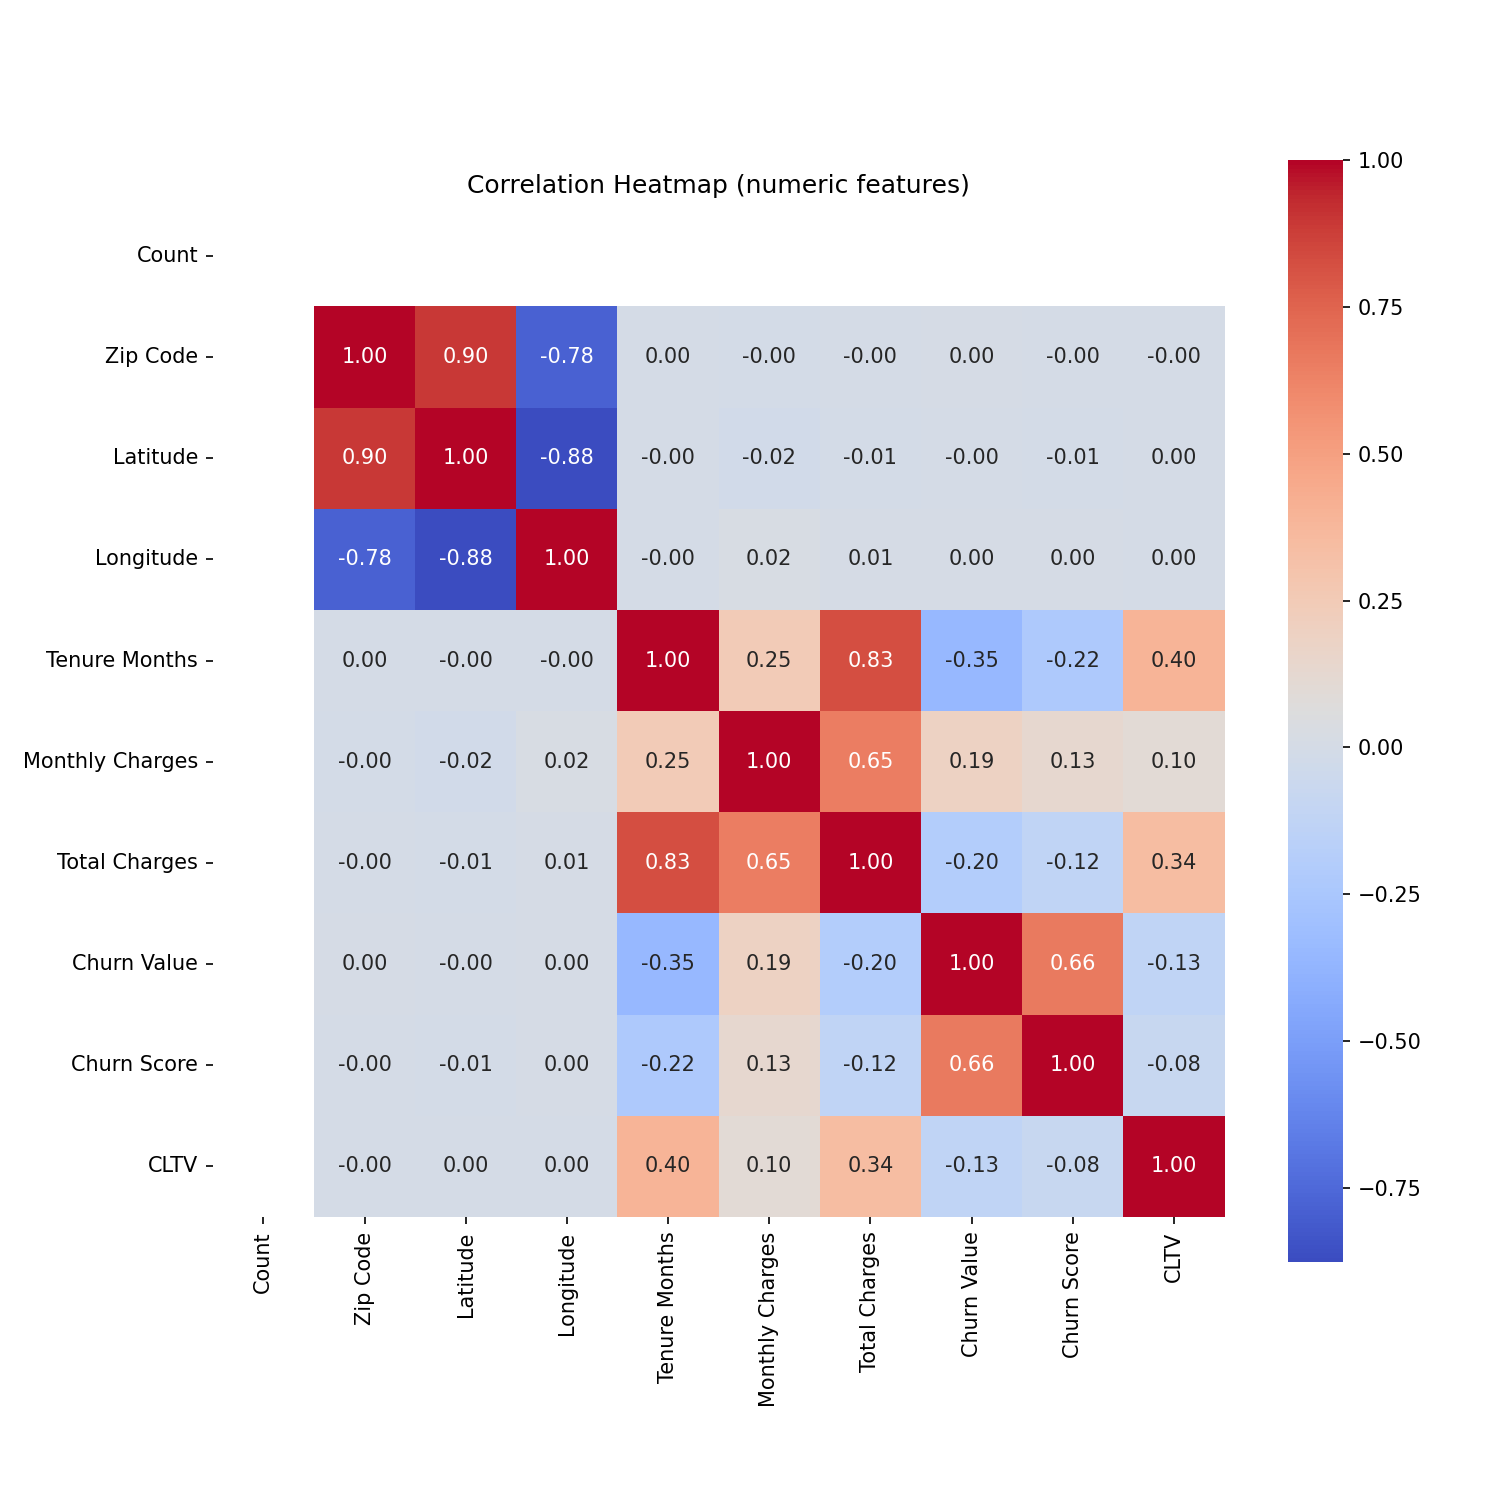 Correlation Heatmap (numeric features)
Count
Zip Code 1.00 0.90 -0.78 0.00 -0.00 -0.00 0.00 -0.00 -0.00
Latitude 0.90 1.00 -0.88 -0.00 -0.02 -0.01 -0.00 -0.01 0.00
Longitude -0.78 -0.88 1.00 -0.00 0.02 0.01 0.00 0.00 0.00
Tenure Months 0.00 -0.00 -0.00 1.00 0.25 0.83 -0.35 -0.22 0.40
Monthly Charges -0.00 -0.02 0.02 0.25 1.00 0.65 0.19 0.13 0.10
Total Charges -0.00 -0.01 0.01 0.83 0.65 1.00 -0.20 -0.12 0.34
Churn Value 0.00 -0.00 0.00 -0.35 0.19 -0.20 1.00 0.66 -0.13
Churn Score -0.00 -0.01 0.00 -0.22 0.13 -0.12 0.66 1.00 -0.08
CLTV -0.00 0.00 0.00 0.40 0.10 0.34 -0.13 -0.08 1.00
Count
Zip Code
Latitude
Longitude
Tenure Months
Monthly Charges
Total Charges
Churn Value
Churn Score
CLTV
1.00
0.75
0.50
0.25
0.00
−0.25
−0.50
−0.75